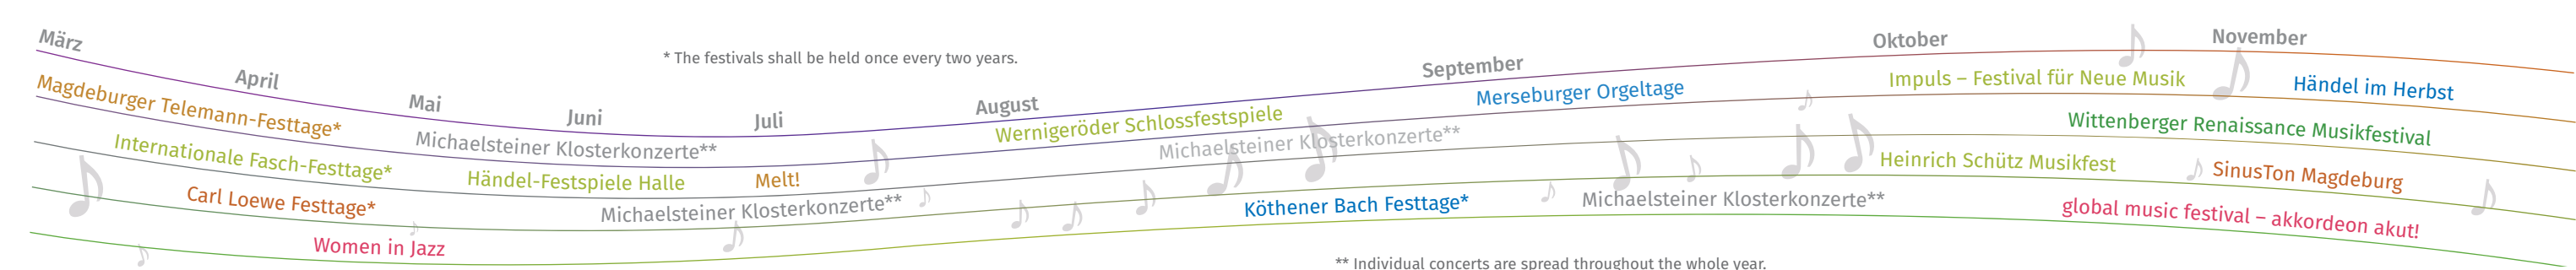 März
* The festivals shall be held once every two years.
Oktober
November
September
April
Mai
Juni
Juli
August
Magdeburger Telemann-Festtage*
Michaelsteiner Klosterkonzerte**
Wernigeröder Schlossfestspiele
Merseburger Orgeltage
Impuls – Festival für Neue Musik
Händel im Herbst
Internationale Fasch-Festtage*
Händel-Festspiele Halle
Melt!
Michaelsteiner Klosterkonzerte**
Wittenberger Renaissance Musikfestival
Carl Loewe Festtage*
Michaelsteiner Klosterkonzerte**
Heinrich Schütz Musikfest
SinusTon Magdeburg
Women in Jazz
Köthener Bach Festtage*
Michaelsteiner Klosterkonzerte**
global music festival – akkordeon akut!
** Individual concerts are spread throughout the whole year.